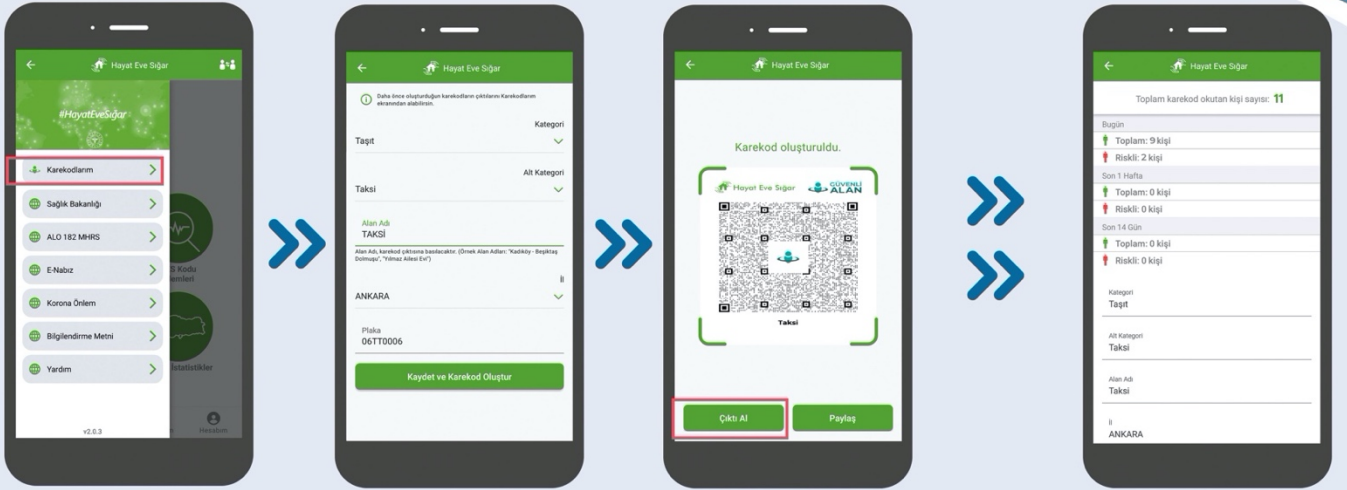 Hayat Eve Sığar
#HayatEveSığar
Karekodlarım
Sağlık Bakanlığı
ALO 182 MHRS
E-Nabız
Korona Önlem
Bilgilendirme Metni
Yardım
v2.0.3
S Kodu
emleri
İstatistikler
Hesabım
Hayat Eve Sığar
Daha önce oluşturduğun karekodların çıktılarını Karekodlarım
ekranından alabilirsin.
Kategori
Taşıt
Alt Kategori
Taksi
Alan Adı
TAKSİ
Alan Adı, karekod çıktısına basılacaktır. (Örnek Alan Adları: "Kadıköy - Beşiktaş
Dolmuşu", "Yılmaz Ailesi Evi")
İl
ANKARA
Plaka
06TT0006
Kaydet ve Karekod Oluştur
Hayat Eve Sığar
Karekod oluşturuldu.
Hayat Eve Sığar
GÜVENLİ
ALAN
Taksi
Çıktı Al
Paylaş
Hayat Eve Sığar
Toplam karekod okutan kişi sayısı: 11
Bugün
Toplam: 9 kişi
Riskli: 2 kişi
Son 1 Hafta
Toplam: 0 kişi
Riskli: 0 kişi
Son 14 Gün
Toplam: 0 kişi
Riskli: 0 kişi
Kategori
Taşıt
Alt Kategori
Taksi
Alan Adı
Taksi
İl
ANKARA